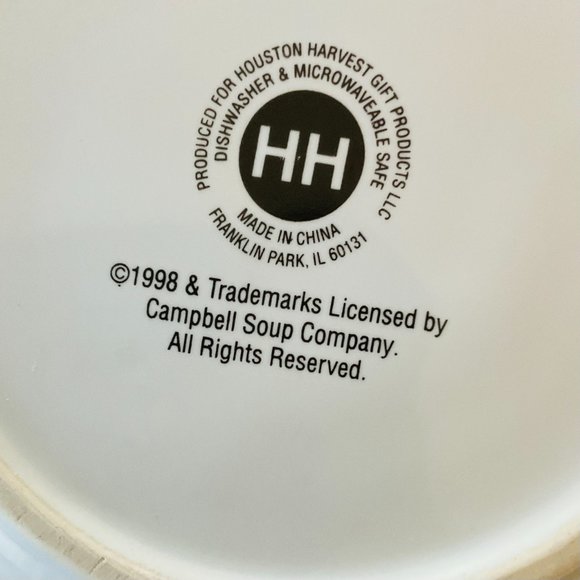 PRODUCED FOR HOUSTON HARVEST GIFT PRODUCTS LLC
DISHWASHER & MICROWAVEABLE SAFE
HH
MADE IN CHINA
FRANKLIN PARK, IL 60131
©1998 & Trademarks Licensed by
Campbell Soup Company.
All Rights Reserved.